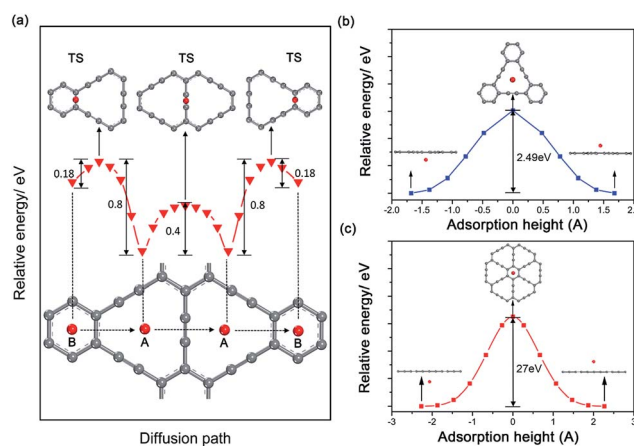 (a)
TS TS TS
0.18
0.8
0.4
0.8
0.18
Relative energy/ eV
B A A B
Diffusion path
(b)
Relative energy/ eV
2.49eV
-2.0 -1.5 -1.0 -0.5 0.0 0.5 1.0 1.5 2.0
Adsorption height (A)
(c)
Relative energy/ eV
27eV
-3 -2 -1 0 1 2 3
Adsorption height (A)